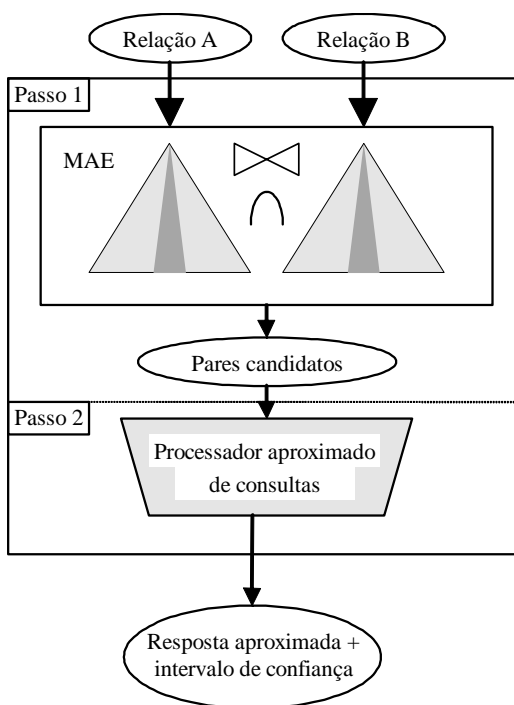 Relação A
Relação B
Passo 1
MAE
Pares candidatos
Passo 2
Processador aproximado
de consultas
Resposta aproximada +
intervalo de confiança